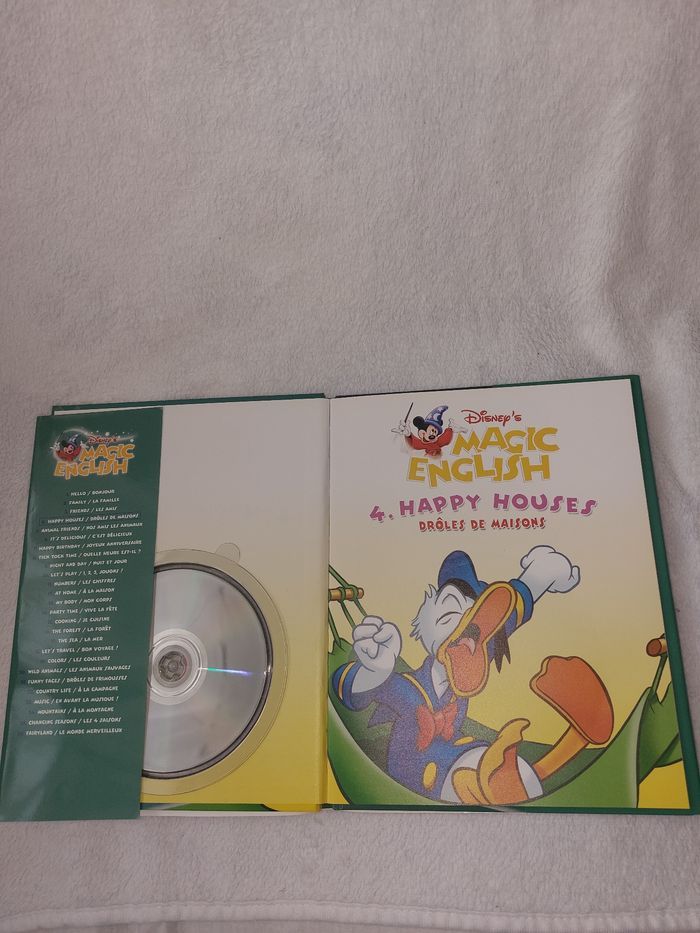 Disney's
MAGIC
ENGLISH
HELLO / BONJOUR
FAMILY / LA FAMILLE
FRIENDS / LES AMIS
HAPPY HOUSES / DRÔLES DE MAISONS
ANIMAL FRIENDS / NOS AMIS LES ANIMAUX
IT'S DELICIOUS / C'EST DÉLICIEUX
HAPPY BIRTHDAY / JOYEUX ANNIVERSAIRE
TICK TOCK TIME / QUELLE HEURE EST-IL ?
NIGHT AND DAY / NUIT ET JOUR
LET'S PLAY / 1, 2, 3, JOUONS !
NUMBERS / LES CHIFFRES
AT HOME / À LA MAISON
MY BODY / MON CORPS
PARTY TIME / VIVE LA FÊTE
COOKING / JE CUISINE
THE FOREST / LA FORÊT
THE SEA / LA MER
LET'S TRAVEL / BON VOYAGE !
COLORS / LES COULEURS
WILD ANIMALS / LES ANIMAUX SAUVAGES
FUNNY FACES / DRÔLES DE FRIMOUSSES
COUNTRY LIFE / À LA CAMPAGNE
MUSIC / EN AVANT LA MUSIQUE !
MOUNTAINS / À LA MONTAGNE
CHANGING SEASONS / LES 4 SAISONS
FAIRYLAND / LE MONDE MERVEILLEUX
Disney's
MAGIC
ENGLISH
4. HAPPY HOUSES
DRÔLES DE MAISONS